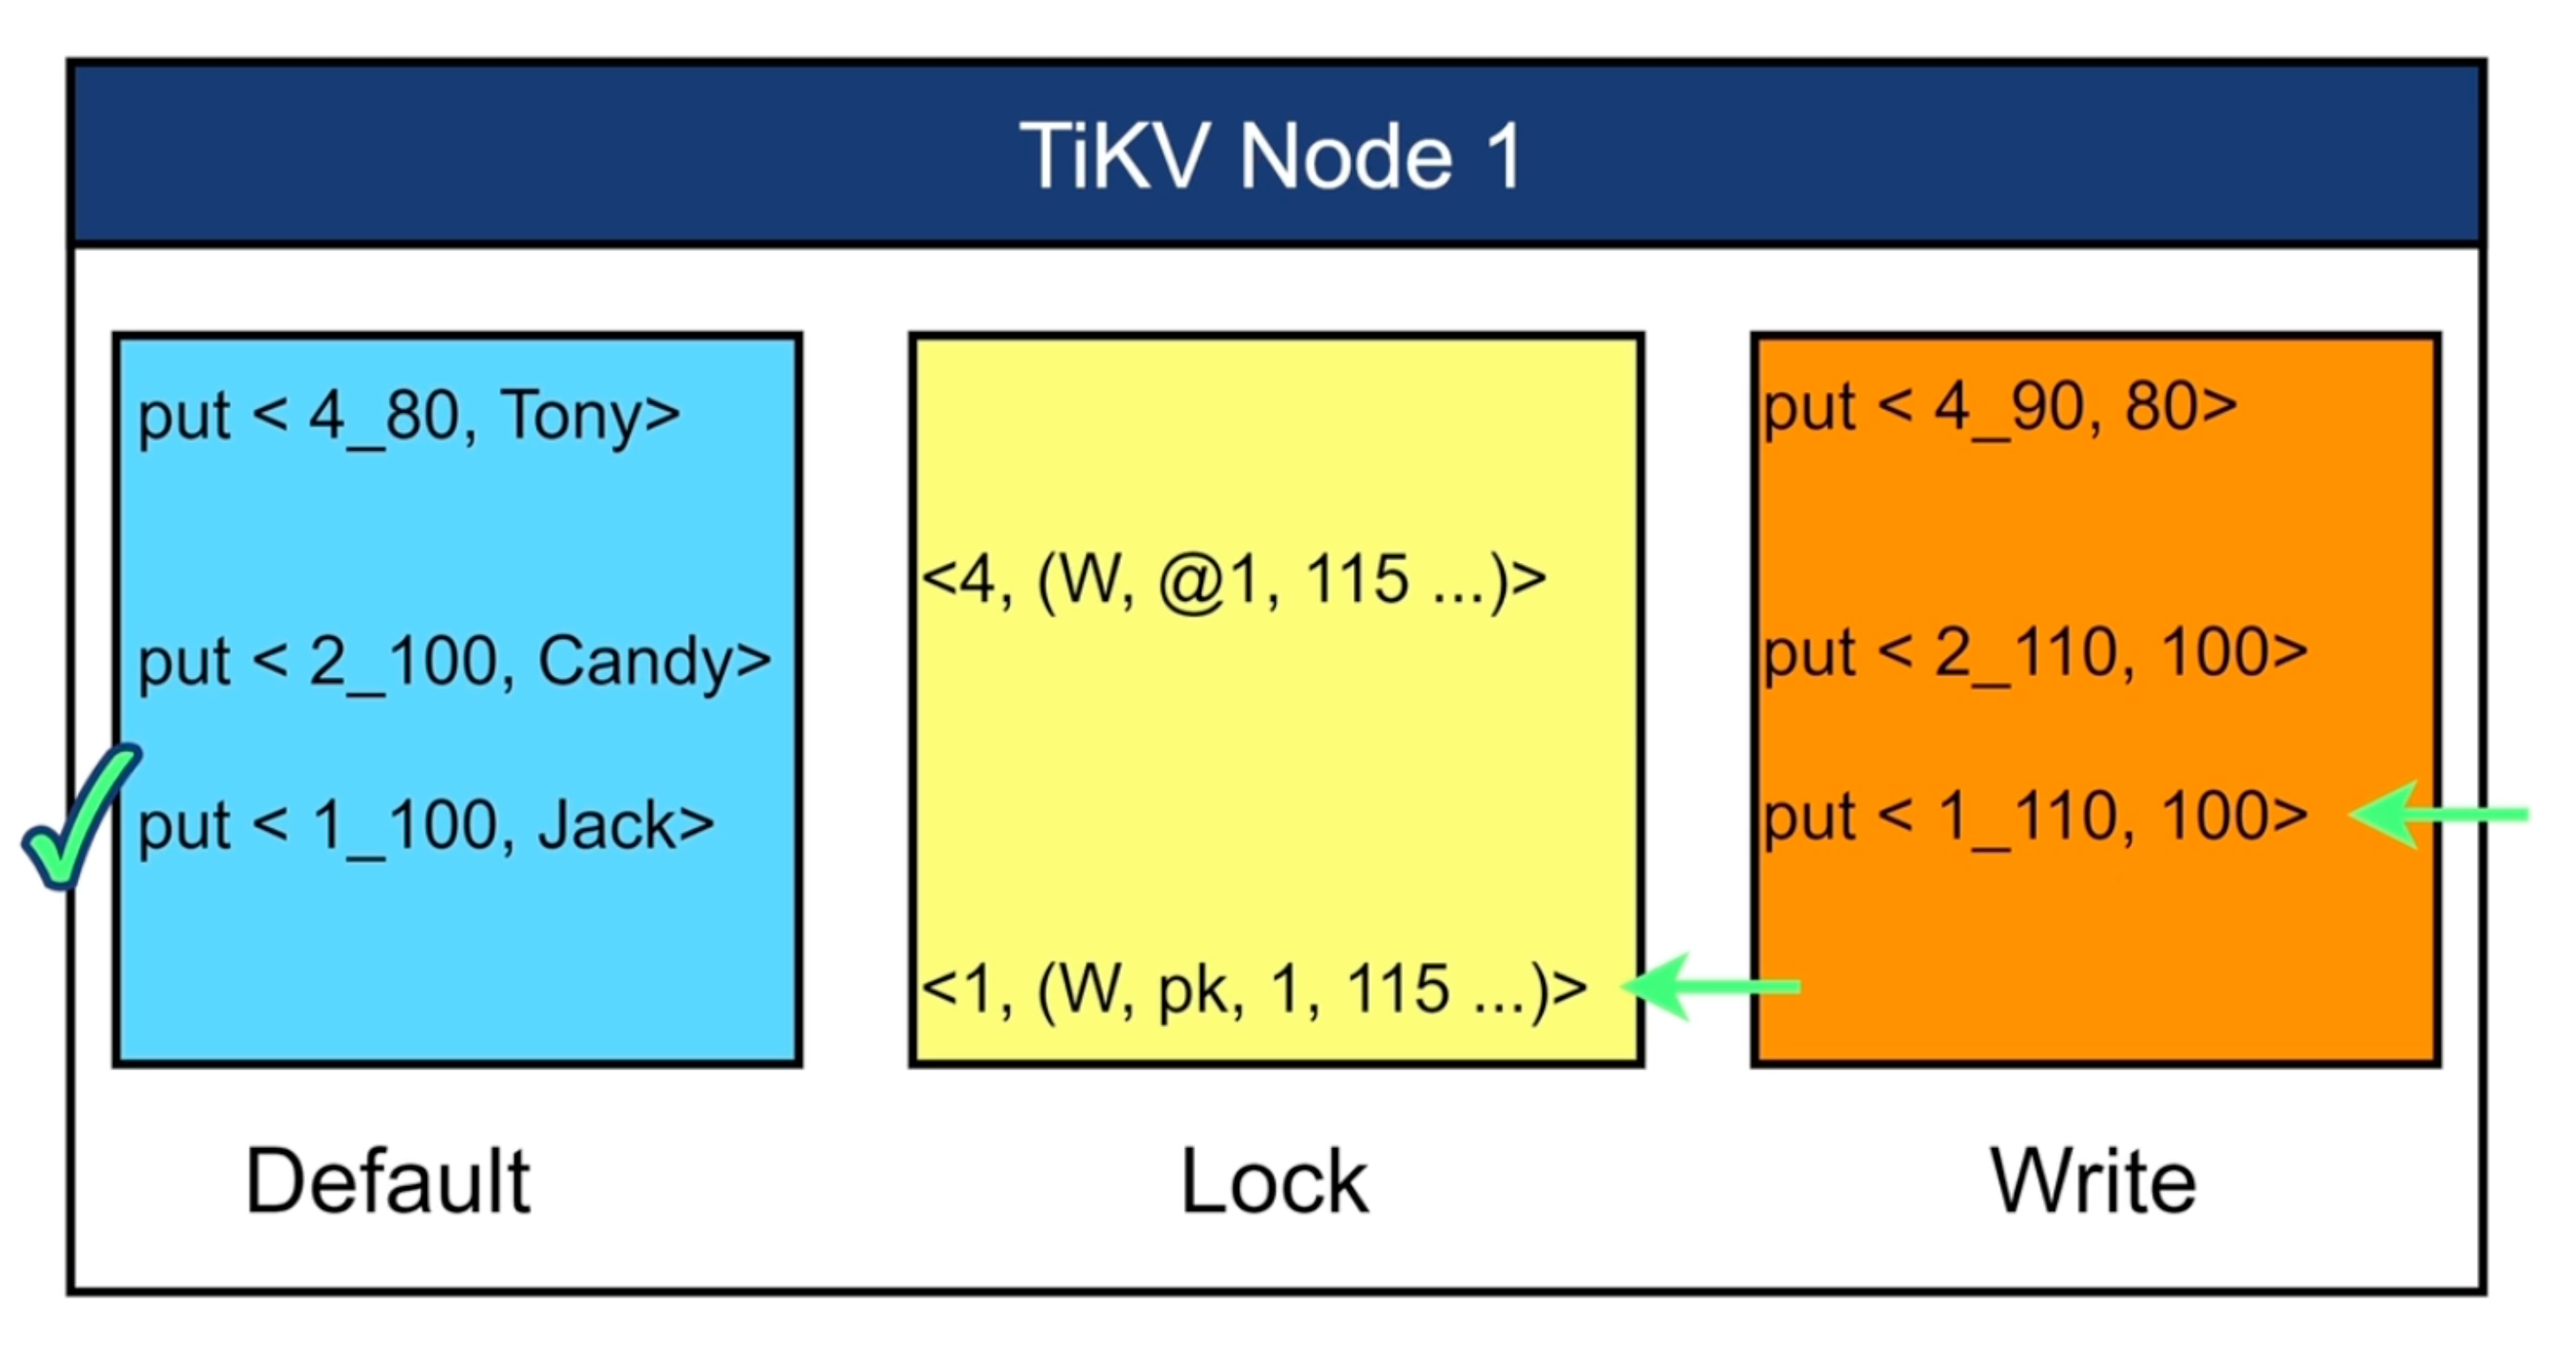 TiKV Node 1
put < 4_80, Tony>
put < 2_100, Candy>
put < 1_100, Jack>
Default
<4, (W, @1, 115 ...)>
<1, (W, pk, 1, 115 ...)>
Lock
put < 4_90, 80>
put < 2_110, 100>
put < 1_110, 100>
Write